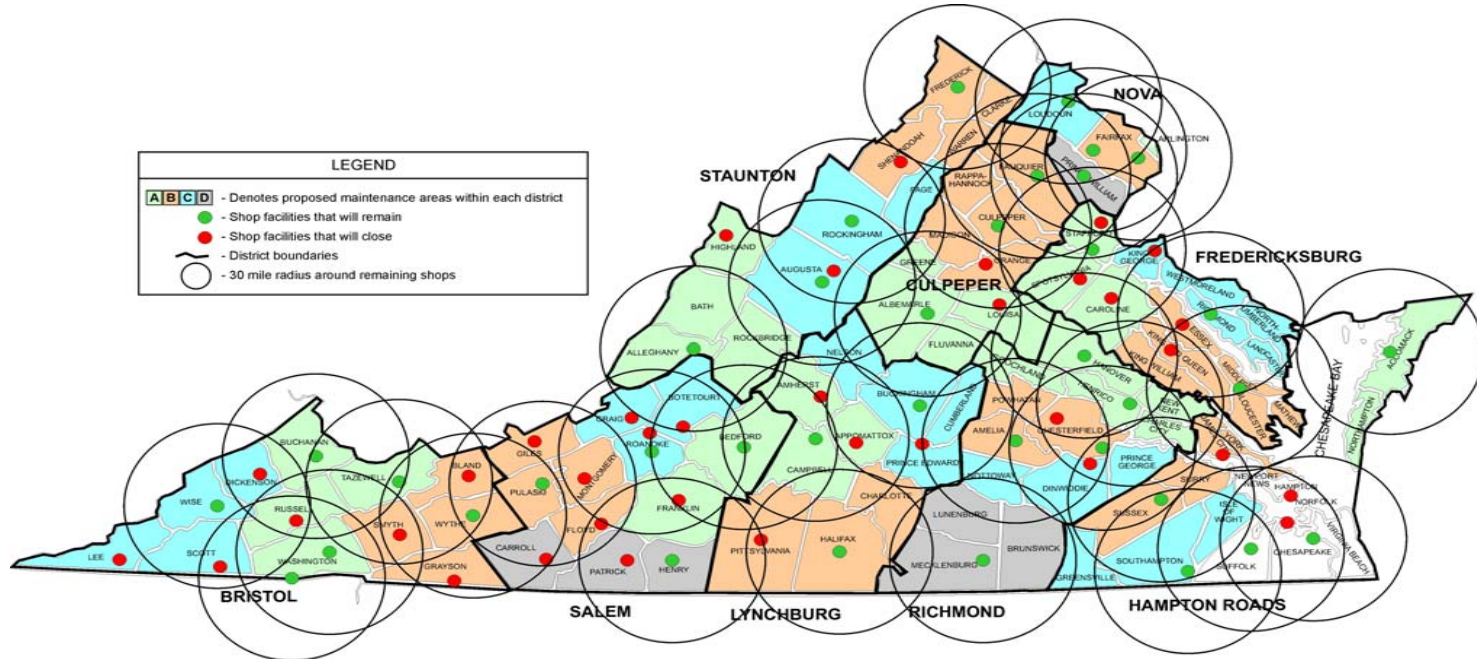 LEGEND
A B C D - Denotes proposed maintenance areas within each district
- Shop facilities that will remain
- Shop facilities that will close
- District boundaries
- 30 mile radius around remaining shops
STAUNTON
NOVA
CULPEPER
FREDERICKSBURG
BRISTOL
SALEM
LYNCHBURG
RICHMOND
HAMPTON ROADS
CHESAPEAKE BAY
FREDERICK
CLARKE
WARREN
SHENANDOAH
PAGE
ROCKINGHAM
HIGHLAND
AUGUSTA
BATH
ROCKBRIDGE
ALLEGHANY
LOUDOUN
FAIRFAX
ARLINGTON
PRINCE WILLIAM
FAUQUIER
RAPPA-
HANNOCK
CULPEPER
MADISON
ORANGE
GREENE
ALBEMARLE
LOUISA
FLUVANNA
STAFFORD
KING
GEORGE
SPOTSYLVANIA
CAROLINE
WESTMORELAND
RICHMOND
NORTH-
UMBERLAND
LANCASTER
ESSEX
KING & QUEEN
KING WILLIAM
MIDDLESEX
GLOUCESTER
MATHEWS
ACCOMACK
NORTHAMPTON
NELSON
AMHERST
BUCKINGHAM
CUMBERLAND
APPOMATTOX
PRINCE EDWARD
CAMPBELL
CHARLOTTE
PITTSYLVANIA
HALIFAX
GOOCHLAND
HANOVER
HENRICO
POWHATAN
CHESTERFIELD
AMELIA
NEW
KENT
CHARLES
PRINCE
GEORGE
NOTTOWAY
DINWIDDIE
LUNENBURG
BRUNSWICK
MECKLENBURG
YORK
SURRY
SUSSEX
NEWPORT
NEWS
HAMPTON
NORFOLK
ISLE
OF
WIGHT
SOUTHAMPTON
GREENSVILLE
SUFFOLK
CHESAPEAKE
VIRGINIA BEACH
CRAIG
BOTETOURT
ROANOKE
BEDFORD
GILES
MONTGOMERY
PULASKI
FLOYD
FRANKLIN
CARROLL
PATRICK
HENRY
BUCHANAN
DICKENSON
WISE
TAZEWELL
RUSSEL
BLAND
SMYTH
WYTHE
LEE
SCOTT
WASHINGTON
GRAYSON